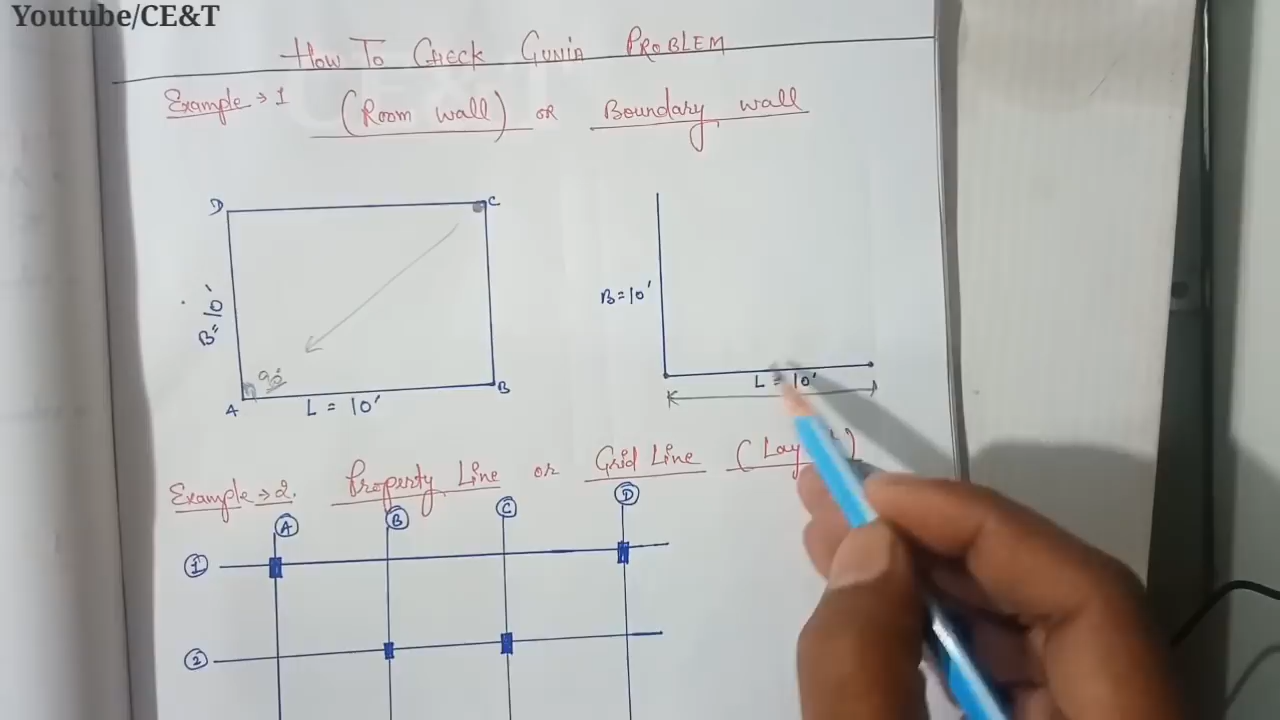 Youtube/CE&T
How To Check Gunia Problem
Example → 1
(Room wall) or Boundary wall
D
C
B = 10'
90°
A
L = 10'
B
B = 10'
L = 10'
Example → 2. Property Line or Grid Line
A
B
C
D
1
2